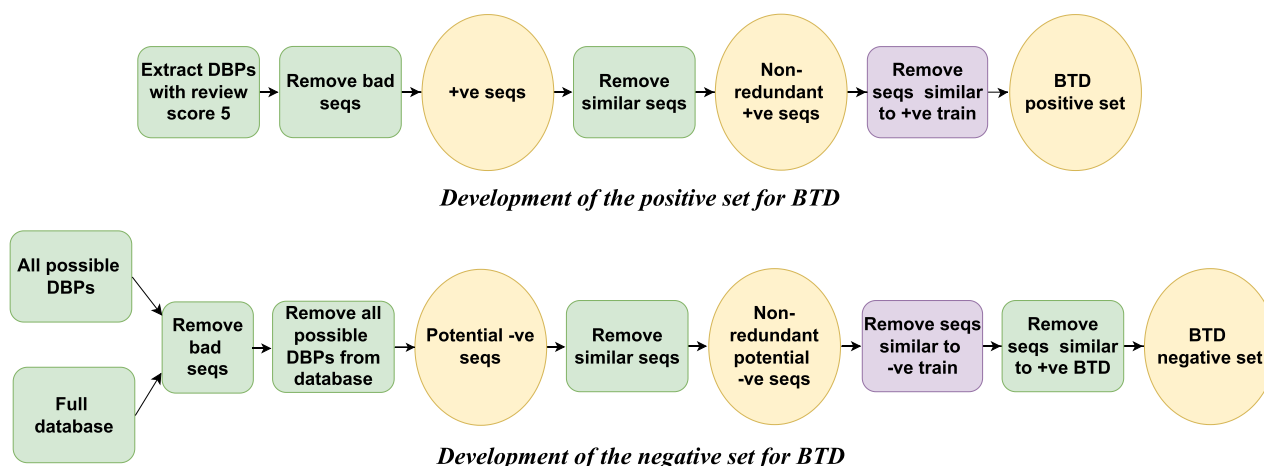 Extract DBPs
with review
score 5
Remove bad
seqs
+ve seqs
Remove
similar seqs
Non-
redundant
+ve seqs
Remove
seqs similar
to +ve train
BTD
positive set
Development of the positive set for BTD
All possible
DBPs
Full
database
Remove
bad
seqs
Remove all
possible
DBPs from
database
Potential -ve
seqs
Remove
similar seqs
Non-
redundant
potential
-ve seqs
Remove seqs
similar to
-ve train
Remove
seqs similar
to +ve BTD
BTD
negative set
Development of the negative set for BTD